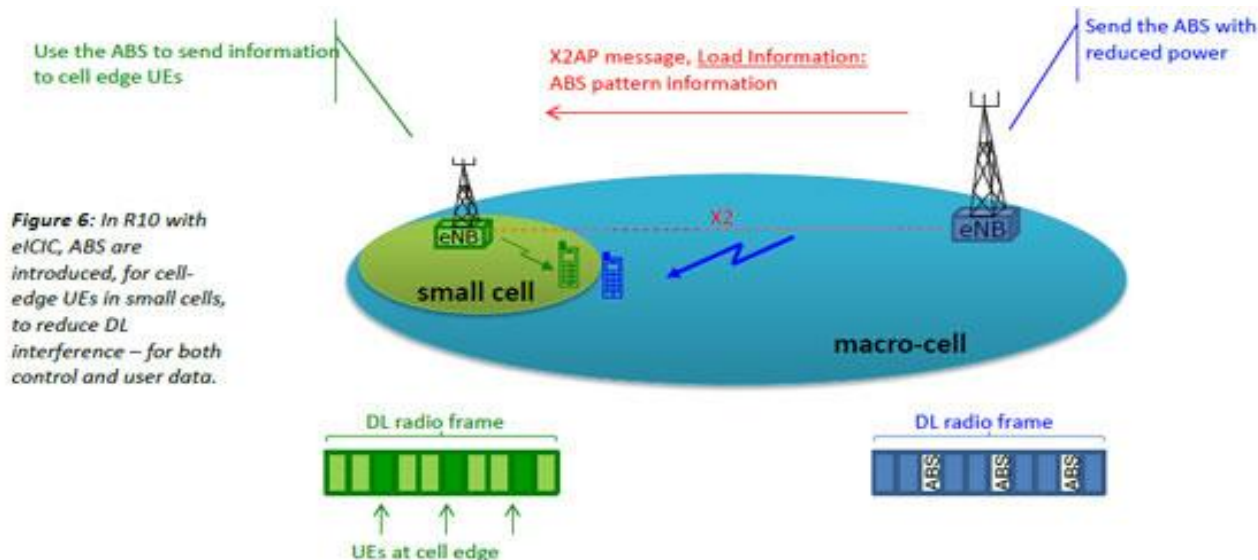 Use the ABS to send information
to cell edge UEs
X2AP message, Load Information:
ABS pattern information
Send the ABS with
reduced power
Figure 6: In R10 with
eICIC, ABS are
introduced, for cell-
edge UEs in small cells,
to reduce DL
interference – for both
control and user data.
eNB
X2
eNB
small cell
macro-cell
DL radio frame
DL radio frame
ABS
ABS
ABS
UEs at cell edge